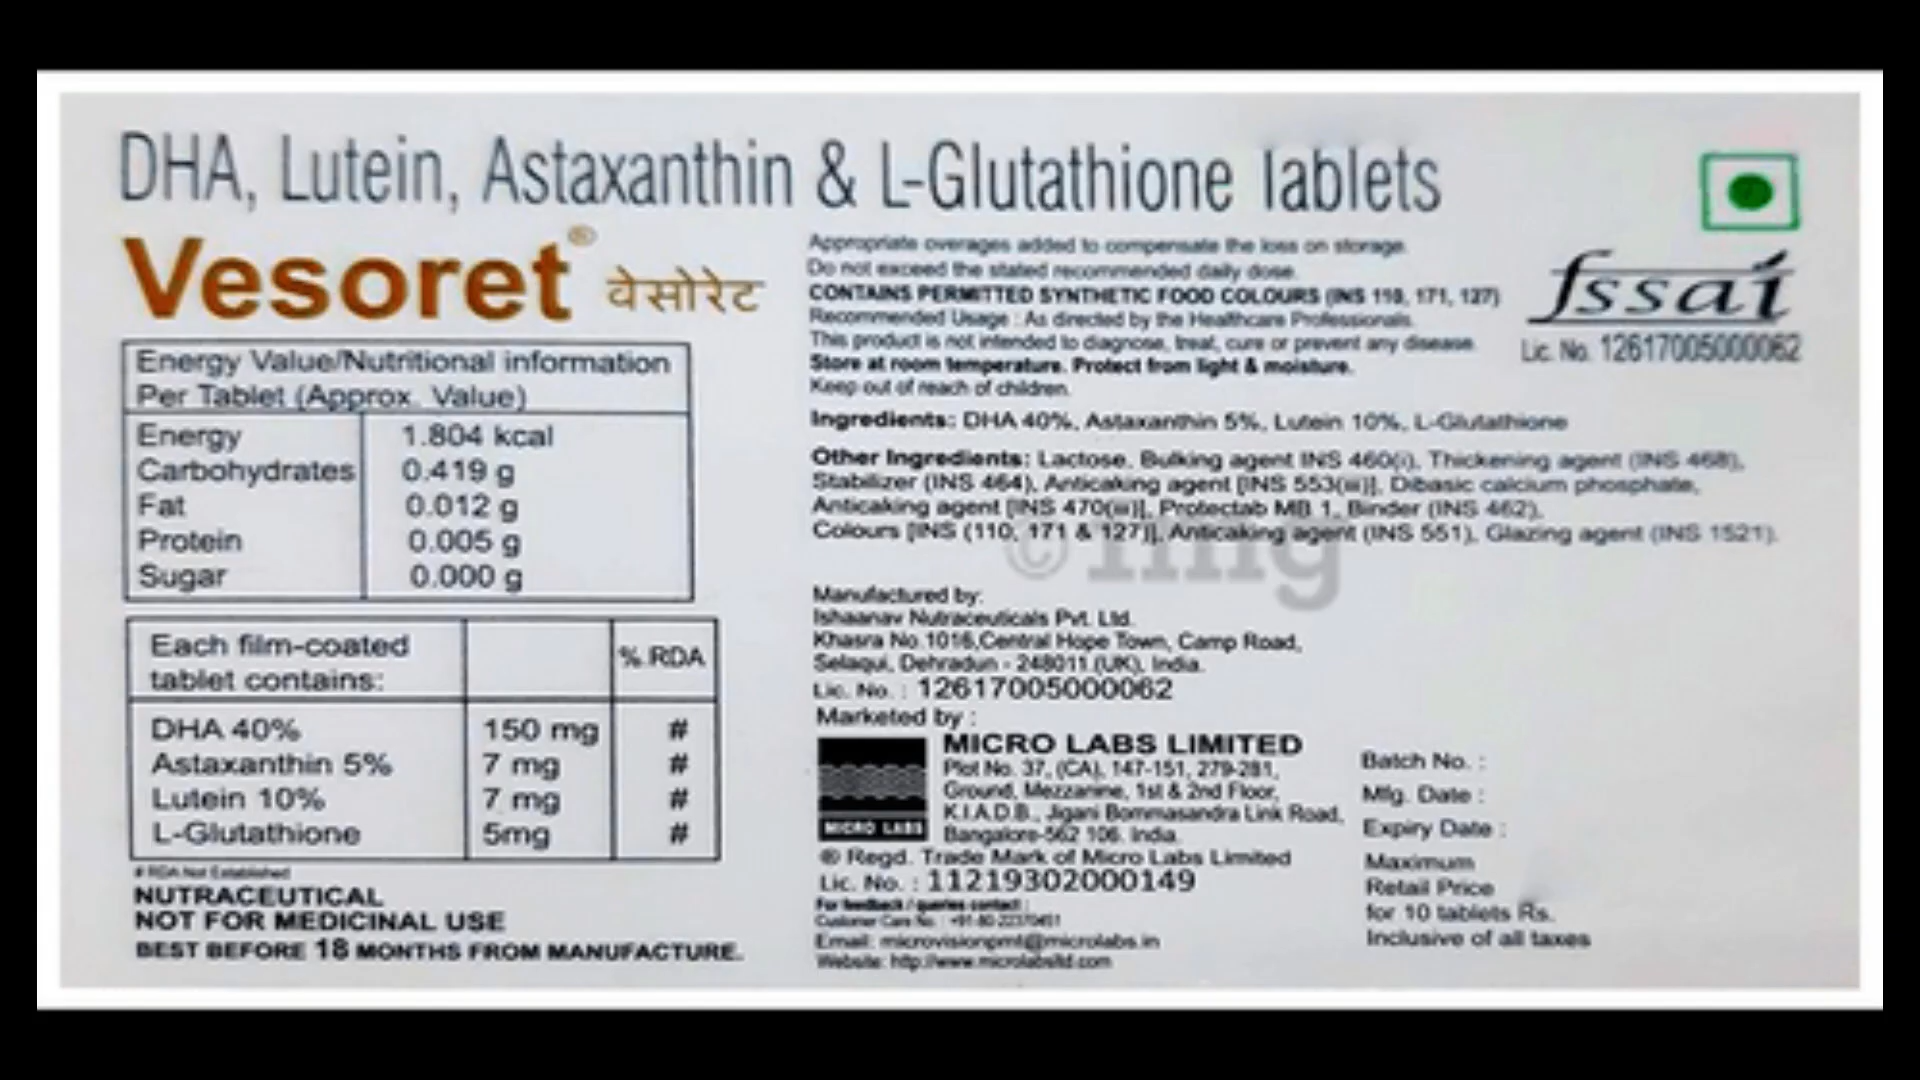 DHA, Lutein, Astaxanthin & L-Glutathione Tablets
Vesoret® वेसोरेट
Energy Value/Nutritional information
Per Tablet (Approx. Value)
Energy 1.804 kcal
Carbohydrates 0.419 g
Fat 0.012 g
Protein 0.005 g
Sugar 0.000 g
Each film-coated
tablet contains:
% RDA
DHA 40% 150 mg #
Astaxanthin 5% 7 mg #
Lutein 10% 7 mg #
L-Glutathione 5mg #
# RDA Not Established
NUTRACEUTICAL
NOT FOR MEDICINAL USE
BEST BEFORE 18 MONTHS FROM MANUFACTURE.
Appropriate overages added to compensate the loss on storage.
Do not exceed the stated recommended daily dose.
CONTAINS PERMITTED SYNTHETIC FOOD COLOURS (INS 110, 171, 127)
Recommended Usage : As directed by the Healthcare Professionals.
This product is not intended to diagnose, treat, cure or prevent any disease.
Store at room temperature. Protect from light & moisture.
Keep out of reach of children.
fssai
Lic. No. 12617005000062
Ingredients: DHA 40%, Astaxanthin 5%, Lutein 10%, L-Glutathione
Other Ingredients: Lactose, Bulking agent INS 460(i), Thickening agent (INS 468),
Stabilizer (INS 464), Anticaking agent [INS 553(iii)], Dibasic calcium phosphate,
Anticaking agent [INS 470(iii)], Protectab MB 1, Binder (INS 462),
Colours [INS (110, 171 & 127)], Anticaking agent (INS 551), Glazing agent (INS 1521).
© 1mg
Manufactured by:
Ishaanav Nutraceuticals Pvt. Ltd.
Khasra No.1016,Central Hope Town, Camp Road,
Selaqui, Dehradun - 248011 (UK), India.
Lic. No. : 12617005000062
Marketed by :
MICRO LABS
MICRO LABS LIMITED
Plot No. 37, (CA), 147-151, 279-281,
Ground, Mezzanine, 1st & 2nd Floor,
K.I.A.D.B., Jigani Bommasandra Link Road,
Bangalore-562 106. India.
® Regd. Trade Mark of Micro Labs Limited
Lic. No. : 11219302000149
For feedback / queries contact :
Customer Care No. : +91-80-22370451
Email: microvisionpmt@microlabs.in
Website: http://www.microlabsltd.com
Batch No. :
Mfg. Date :
Expiry Date :
Maximum
Retail Price
for 10 tablets Rs.
Inclusive of all taxes